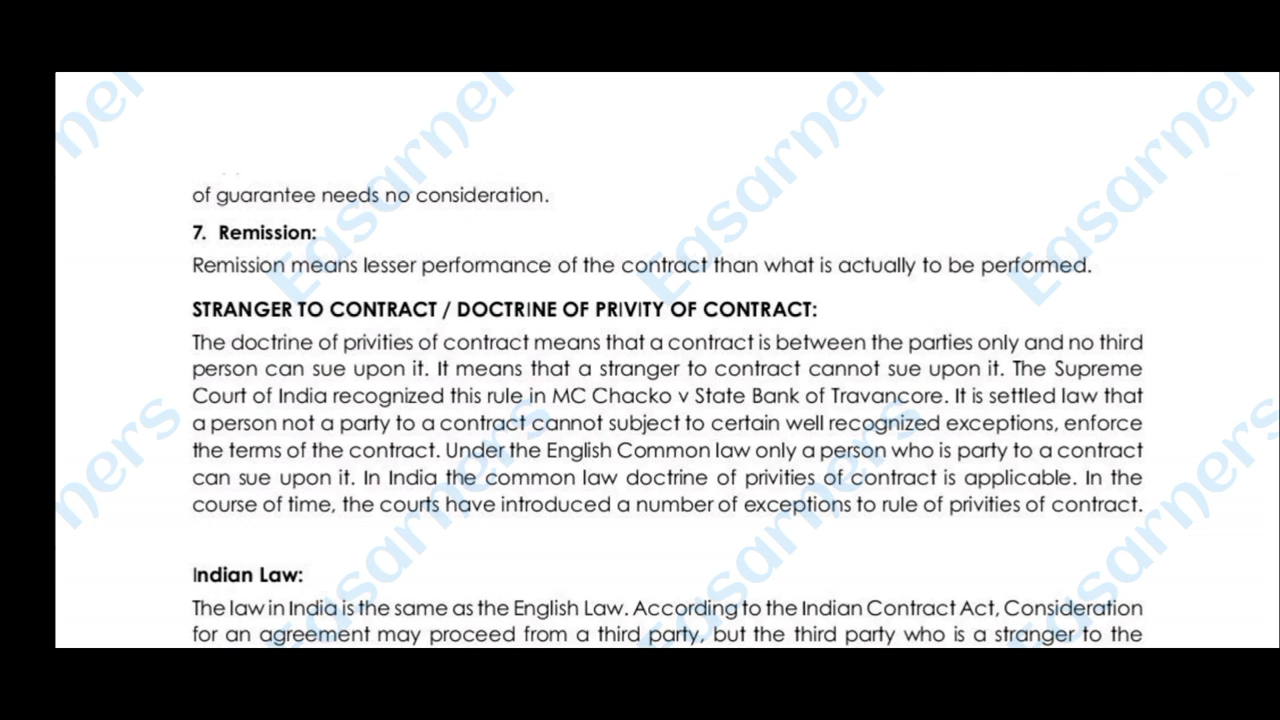 of guarantee needs no consideration.
7. Remission:
Remission means lesser performance of the contract than what is actually to be performed.
STRANGER TO CONTRACT / DOCTRINE OF PRIVITY OF CONTRACT:
The doctrine of privities of contract means that a contract is between the parties only and no third
person can sue upon it. It means that a stranger to contract cannot sue upon it. The Supreme
Court of India recognized this rule in MC Chacko v State Bank of Travancore. It is settled law that
a person not a party to a contract cannot subject to certain well recognized exceptions, enforce
the terms of the contract. Under the English Common law only a person who is party to a contract
can sue upon it. In India the common law doctrine of privities of contract is applicable. In the
course of time, the courts have introduced a number of exceptions to rule of privities of contract.
Indian Law:
The law in India is the same as the English Law. According to the Indian Contract Act, Consideration
for an agreement may proceed from a third party, but the third party who is a stranger to the
Easarners